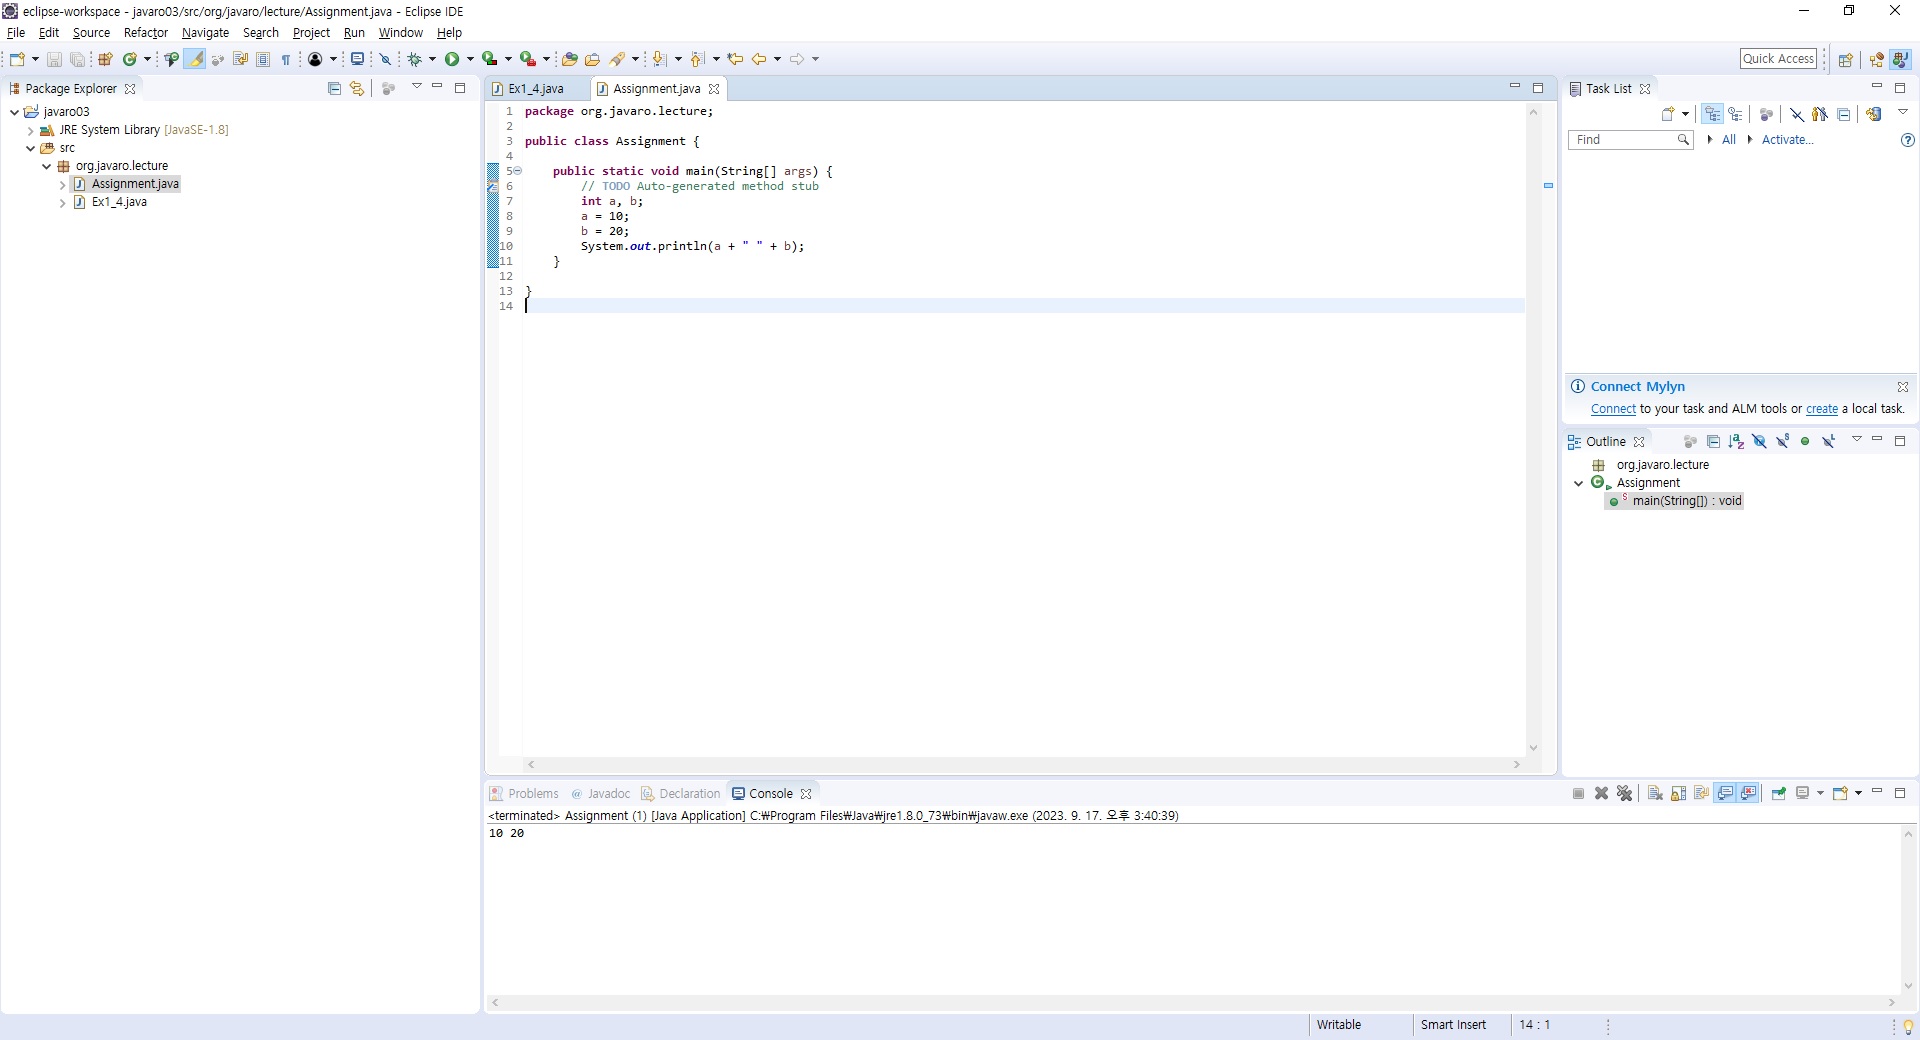 eclipse-workspace - javaro03/src/org/javaro/lecture/Assignment.java - Eclipse IDE
File Edit Source Refactor Navigate Search Project Run Window Help
Quick Access
Package Explorer
javaro03
JRE System Library [JavaSE-1.8]
src
org.javaro.lecture
Assignment.java
Ex1_4.java
Ex1_4.java Assignment.java
1 package org.javaro.lecture;
2
3 public class Assignment {
4
5 public static void main(String[] args) {
6 // TODO Auto-generated method stub
7 int a, b;
8 a = 10;
9 b = 20;
10 System.out.println(a + " " + b);
11 }
12
13 }
14
Task List
Find All Activate...
Connect Mylyn
Connect to your task and ALM tools or create a local task.
Outline
org.javaro.lecture
Assignment
main(String[]) : void
Problems @ Javadoc Declaration Console
<terminated> Assignment (1) [Java Application] C:₩Program Files₩Java₩jre1.8.0_73₩bin₩javaw.exe (2023. 9. 17. 오후 3:40:39)
10 20
Writable Smart Insert 14 : 1